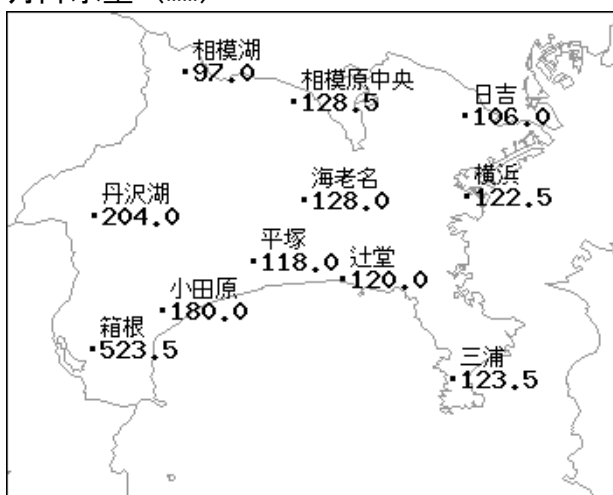 相模湖
97.0
相模原中央
128.5
日吉
106.0
海老名
128.0
横浜
122.5
丹沢湖
204.0
平塚
118.0
辻堂
120.0
小田原
180.0
箱根
523.5
三浦
123.5